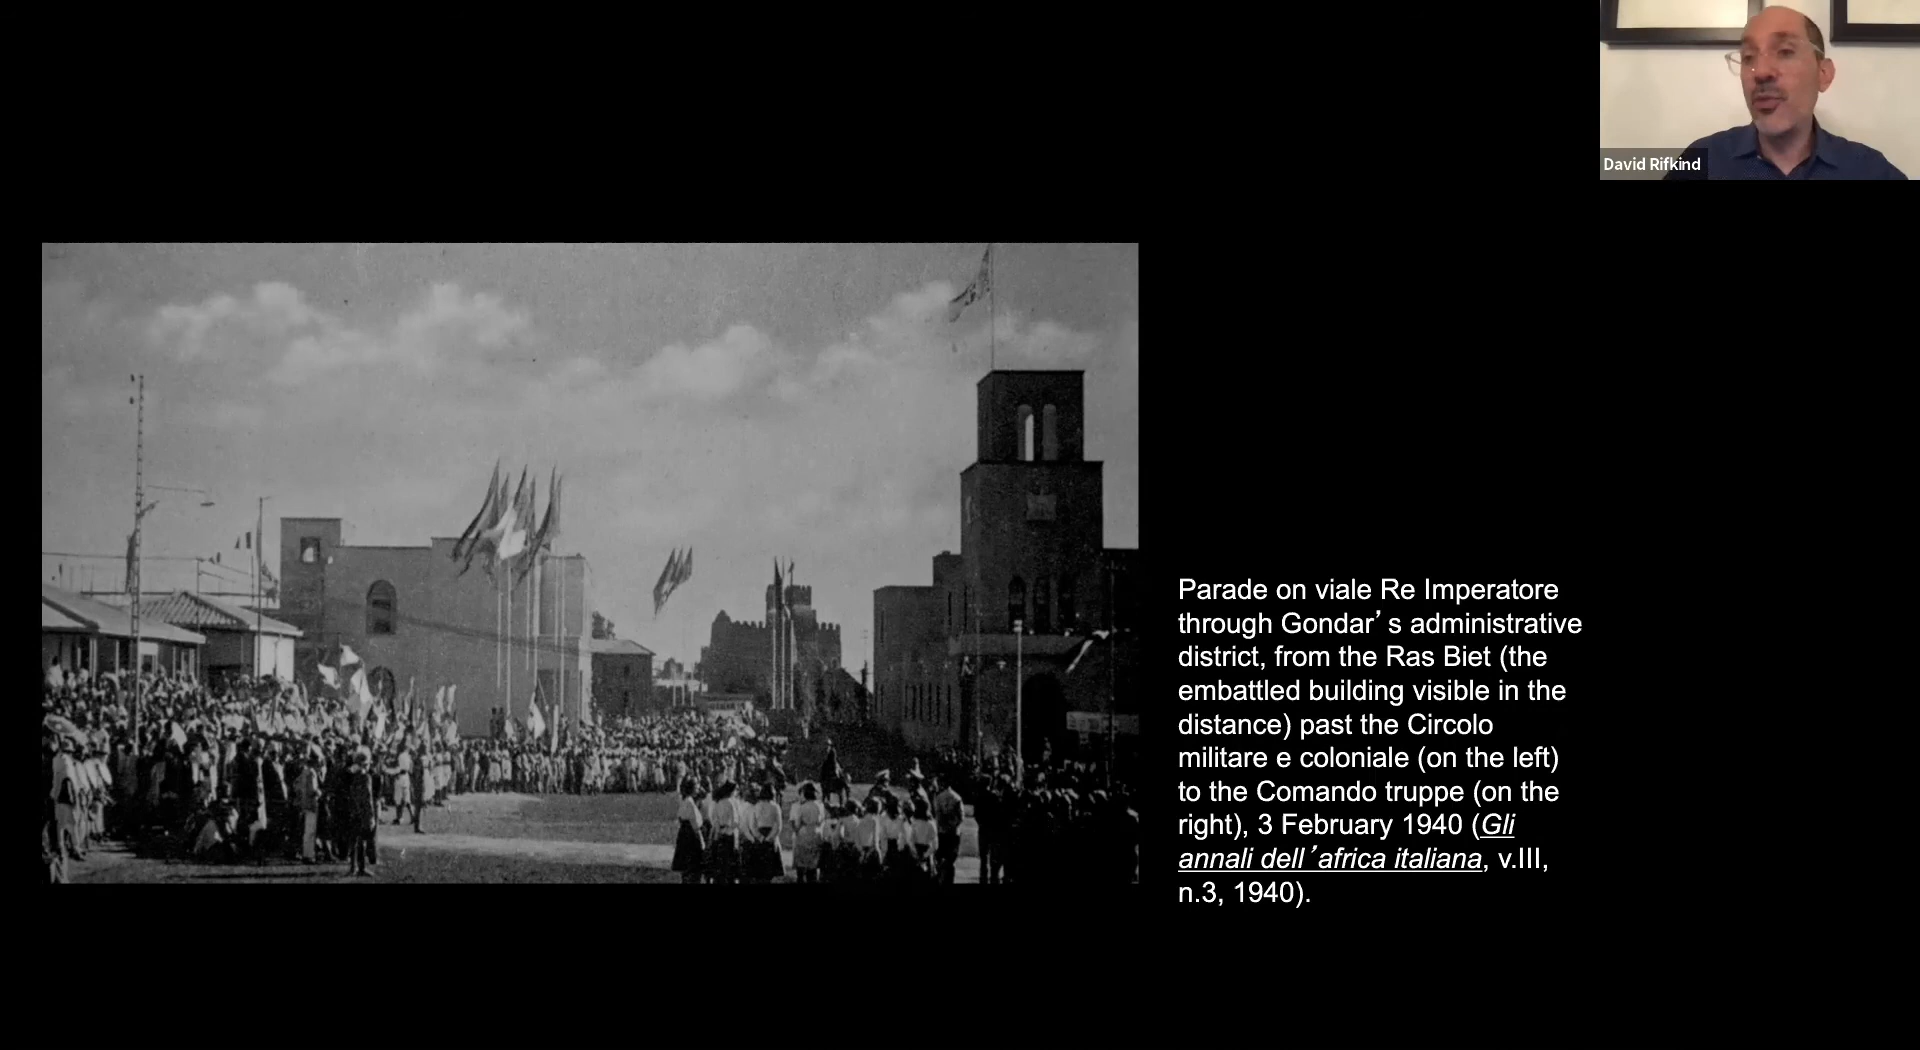 David Rifkind
Parade on viale Re Imperatore
through Gondar’s administrative
district, from the Ras Biet (the
embattled building visible in the
distance) past the Circolo
militare e coloniale (on the left)
to the Comando truppe (on the
right), 3 February 1940 (Gli
annali dell’africa italiana, v.III,
n.3, 1940).